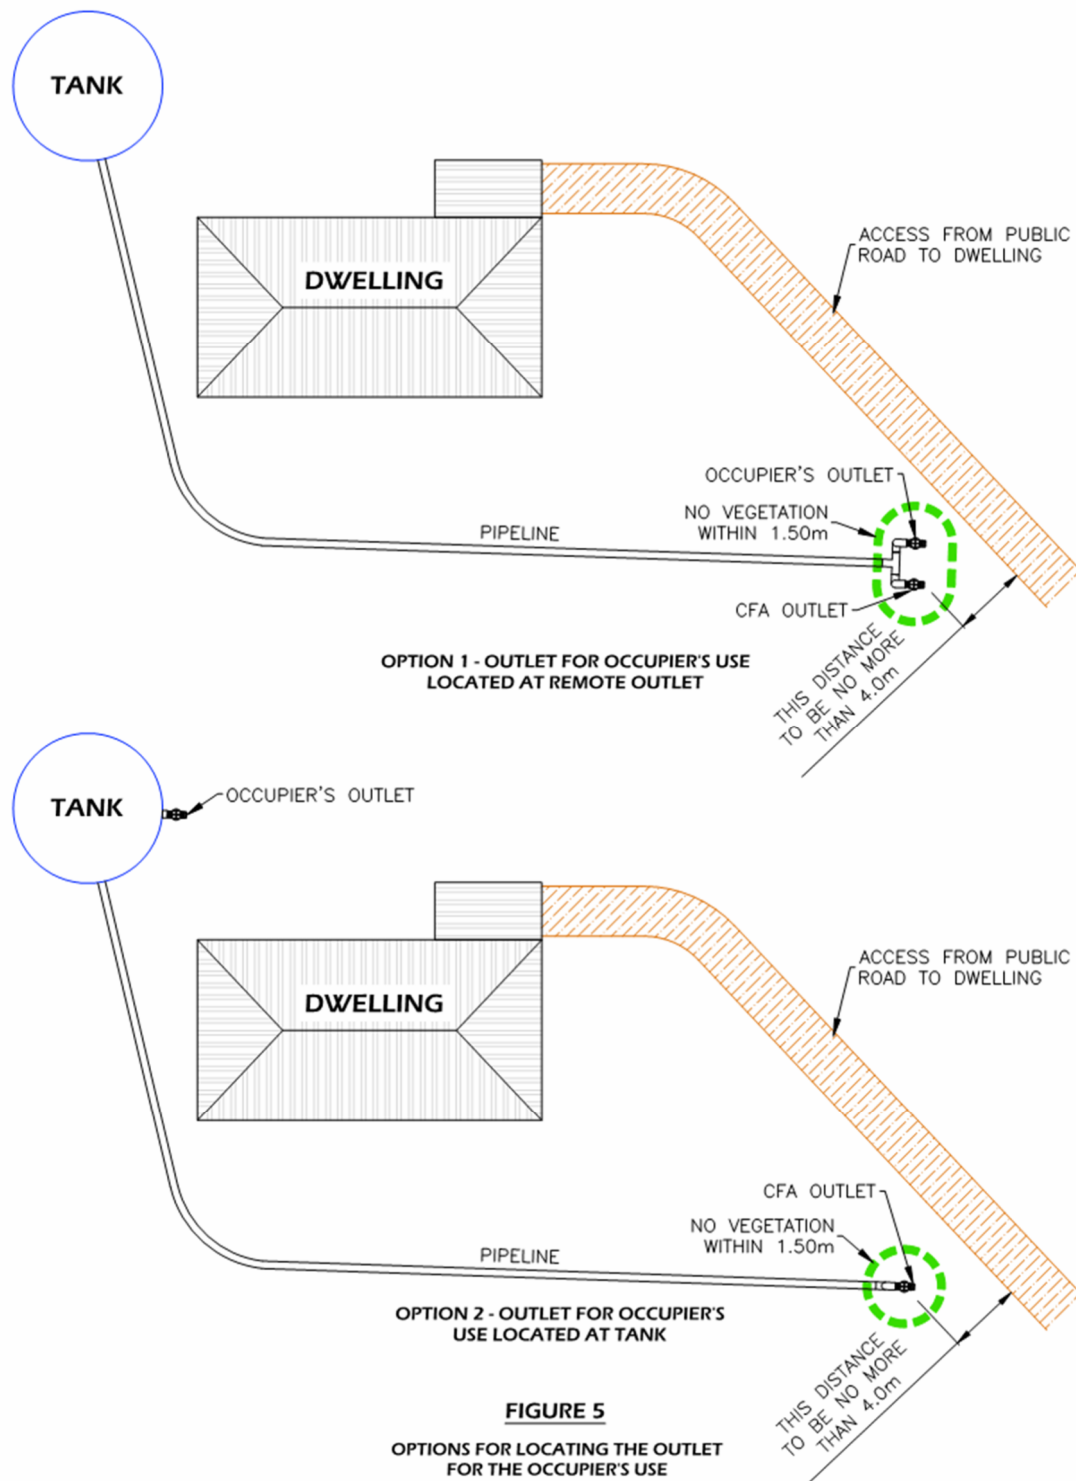 TANK
ACCESS FROM PUBLIC
ROAD TO DWELLING
DWELLING
OCCUPIER'S OUTLET
NO VEGETATION
WITHIN 1.50m
PIPELINE
CFA OUTLET
THIS DISTANCE
TO BE NO MORE
THAN 4.0m
OPTION 1 - OUTLET FOR OCCUPIER'S USE
LOCATED AT REMOTE OUTLET
TANK
OCCUPIER'S OUTLET
ACCESS FROM PUBLIC
ROAD TO DWELLING
DWELLING
CFA OUTLET
NO VEGETATION
WITHIN 1.50m
PIPELINE
OPTION 2 - OUTLET FOR OCCUPIER'S
USE LOCATED AT TANK
THIS DISTANCE
TO BE NO MORE
THAN 4.0m
FIGURE 5
OPTIONS FOR LOCATING THE OUTLET
FOR THE OCCUPIER'S USE